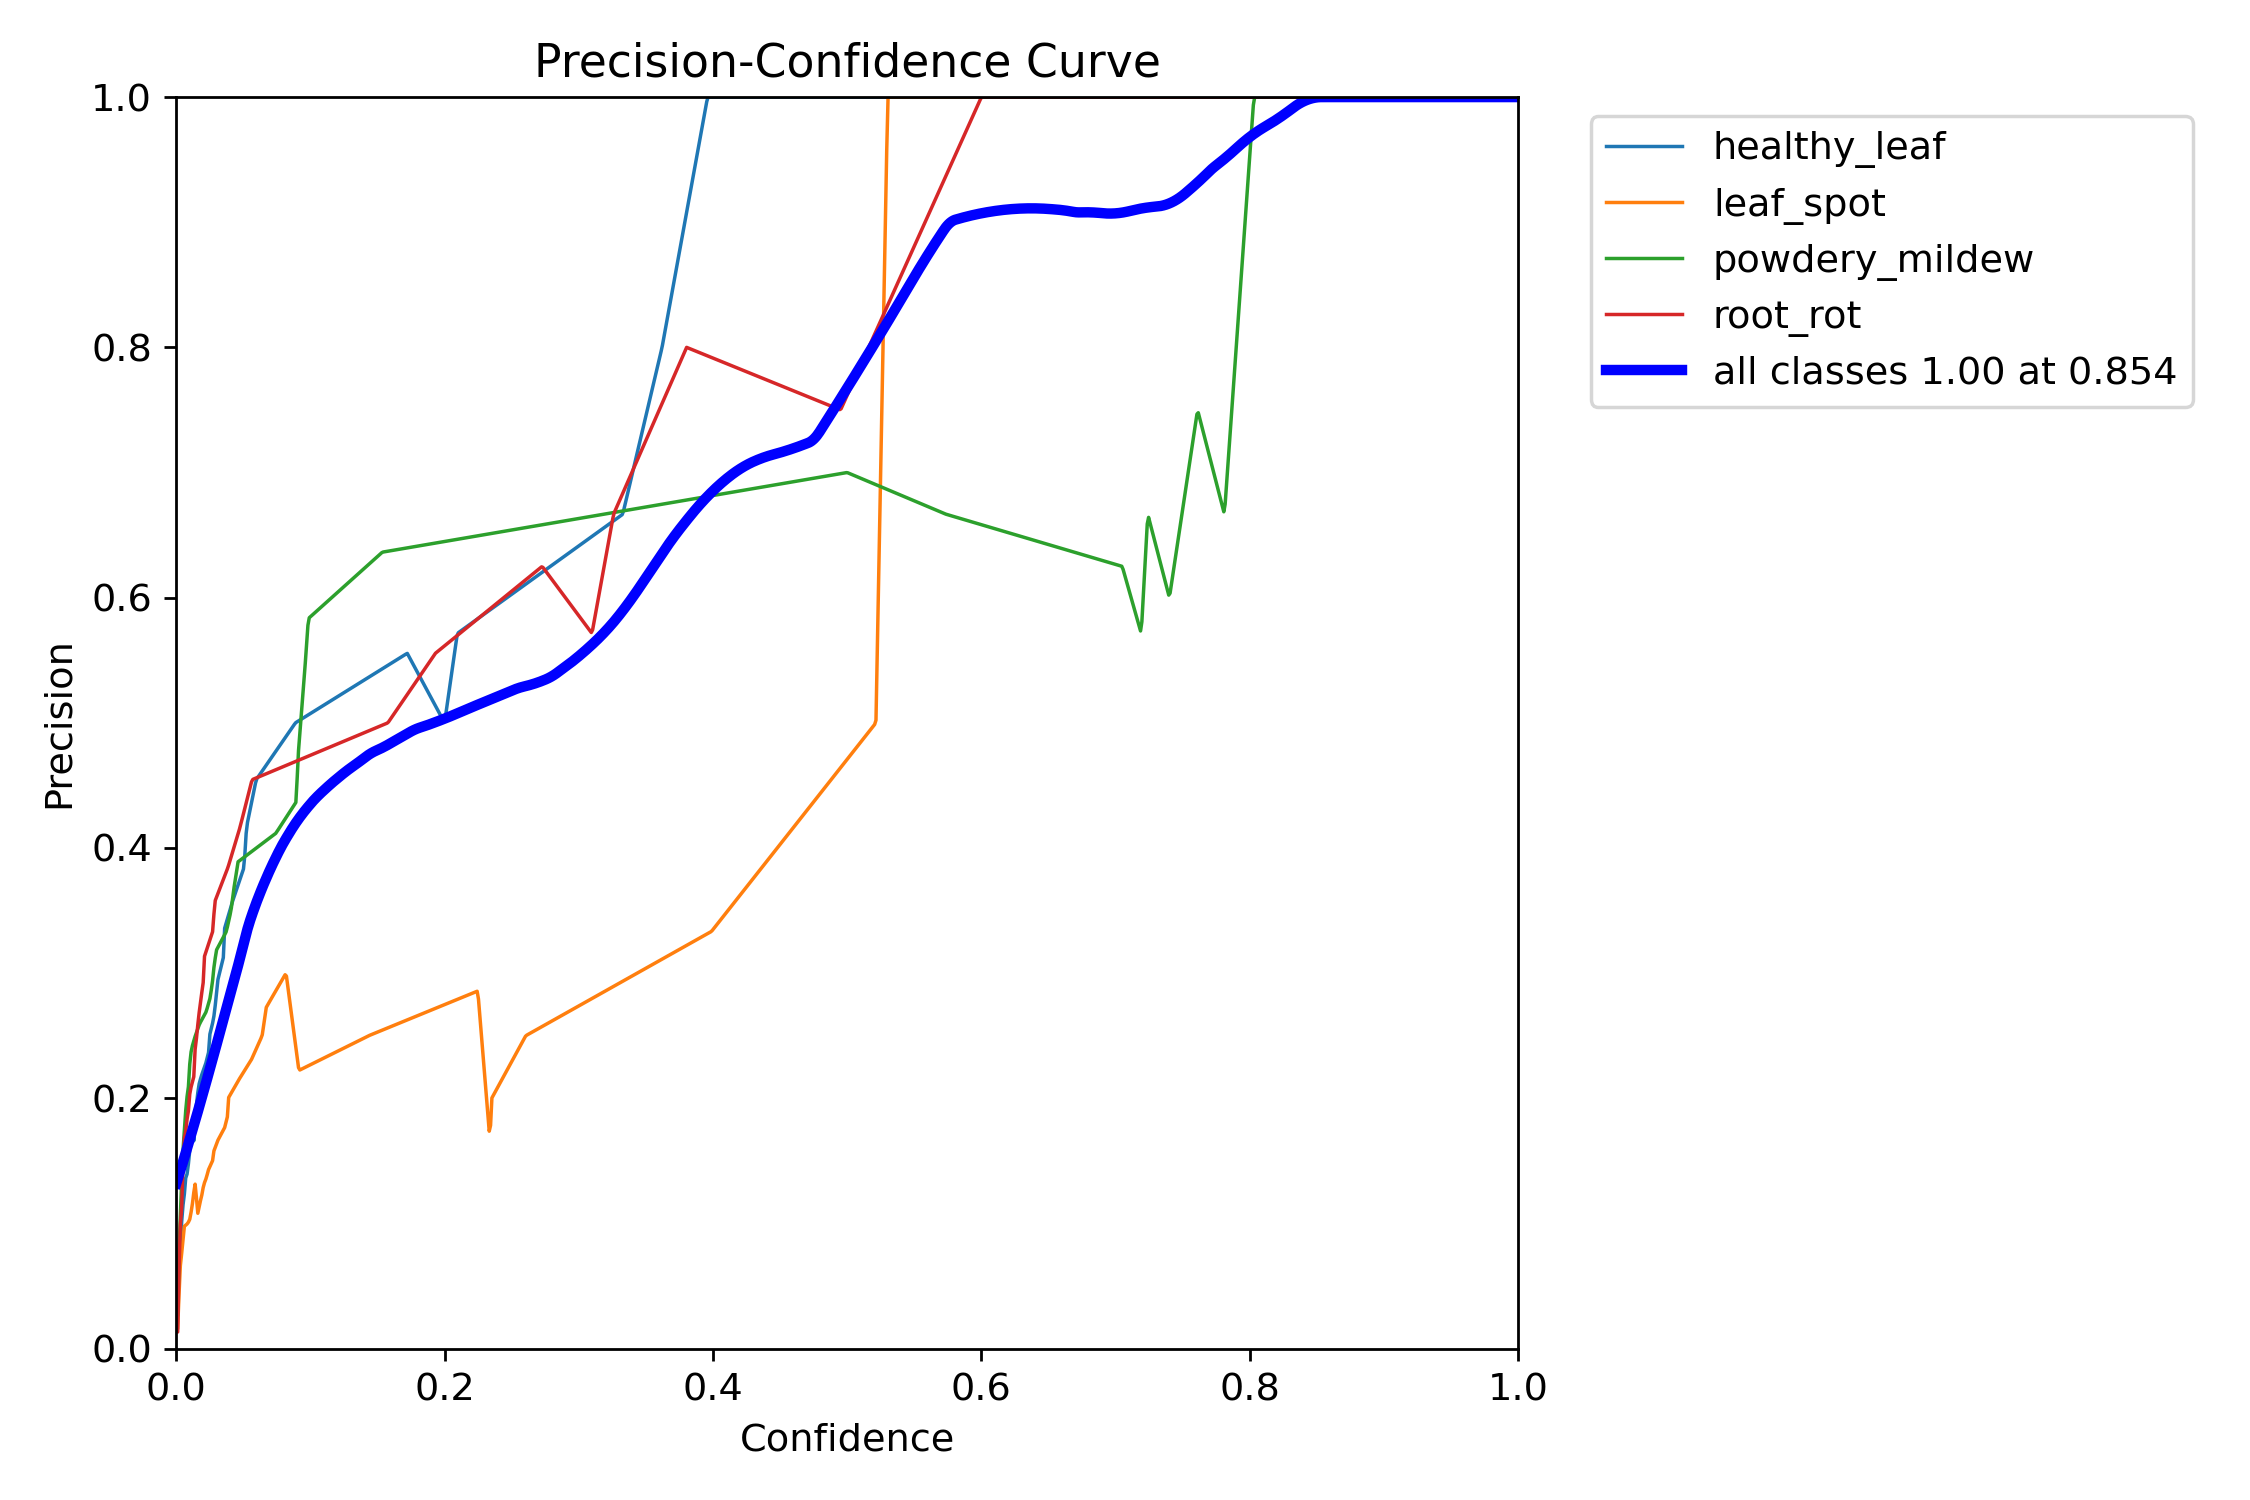 Precision-Confidence Curve
1.0
0.8
0.6
0.4
0.2
0.0
Precision
0.0 0.2 0.4 0.6 0.8 1.0
Confidence
healthy_leaf
leaf_spot
powdery_mildew
root_rot
all classes 1.00 at 0.854